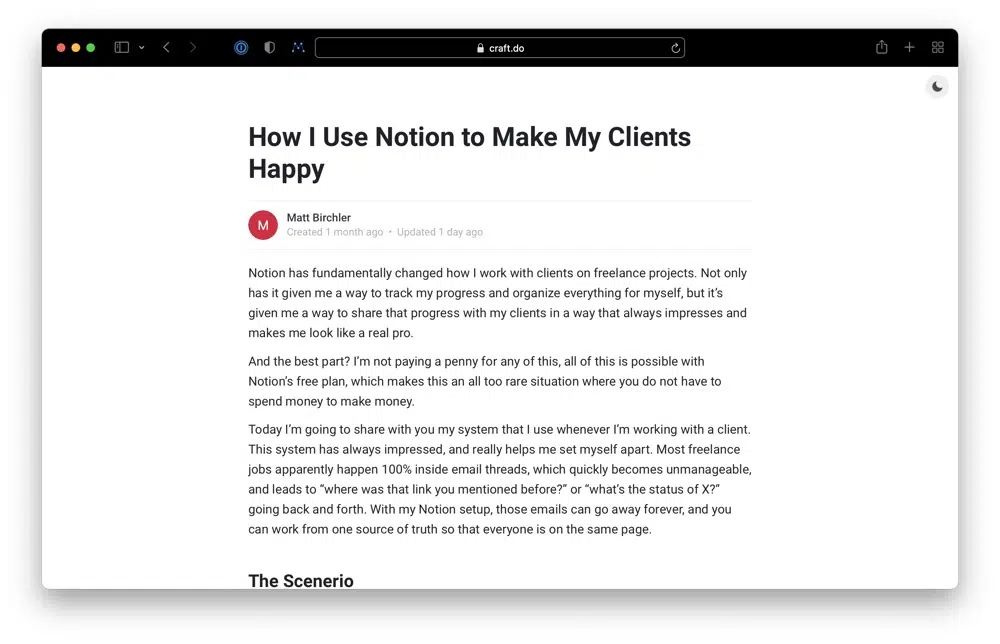 craft.do
How I Use Notion to Make My Clients
Happy
M
Matt Birchler
Created 1 month ago • Updated 1 day ago
Notion has fundamentally changed how I work with clients on freelance projects. Not only
has it given me a way to track my progress and organize everything for myself, but it’s
given me a way to share that progress with my clients in a way that always impresses and
makes me look like a real pro.
And the best part? I’m not paying a penny for any of this, all of this is possible with
Notion’s free plan, which makes this an all too rare situation where you do not have to
spend money to make money.
Today I’m going to share with you my system that I use whenever I’m working with a client.
This system has always impressed, and really helps me set myself apart. Most freelance
jobs apparently happen 100% inside email threads, which quickly becomes unmanageable,
and leads to “where was that link you mentioned before?” or “what’s the status of X?”
going back and forth. With my Notion setup, those emails can go away forever, and you
can work from one source of truth so that everyone is on the same page.
The Scenerio